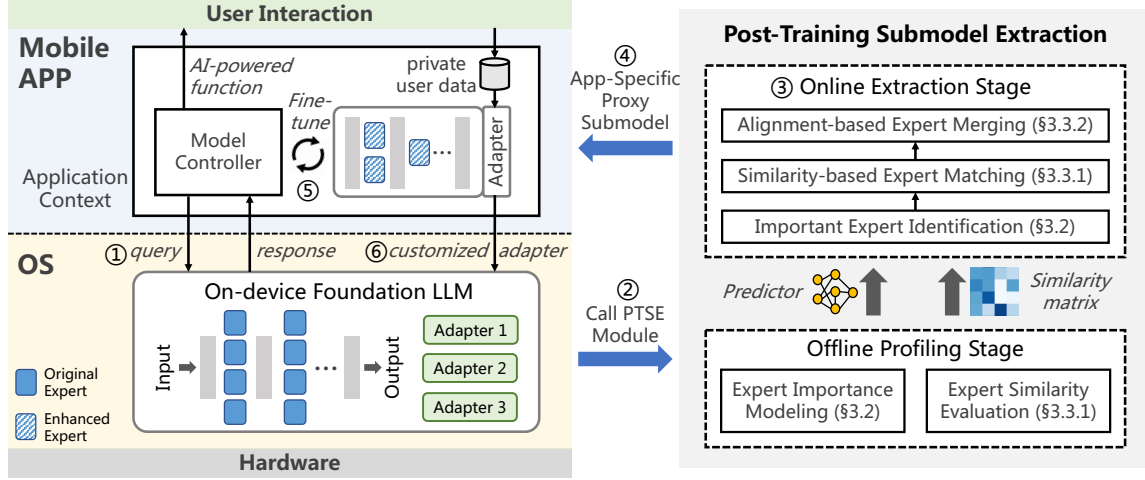 User Interaction
Mobile
APP
AI-powered
function
private
user data
Fine-
tune
Model
Controller
Adapter
⑤
...
Application
Context
OS
① query
response
⑥ customized adapter
On-device Foundation LLM
Input
...
Output
Adapter 1
Adapter 2
Adapter 3
Original
Expert
Enhanced
Expert
Hardware
④
App-Specific
Proxy
Submodel
②
Call PTSE
Module
Post-Training Submodel Extraction
③ Online Extraction Stage
Alignment-based Expert Merging (§3.3.2)
Similarity-based Expert Matching (§3.3.1)
Important Expert Identification (§3.2)
Predictor
Similarity
matrix
Offline Profiling Stage
Expert Importance
Modeling (§3.2)
Expert Similarity
Evaluation (§3.3.1)